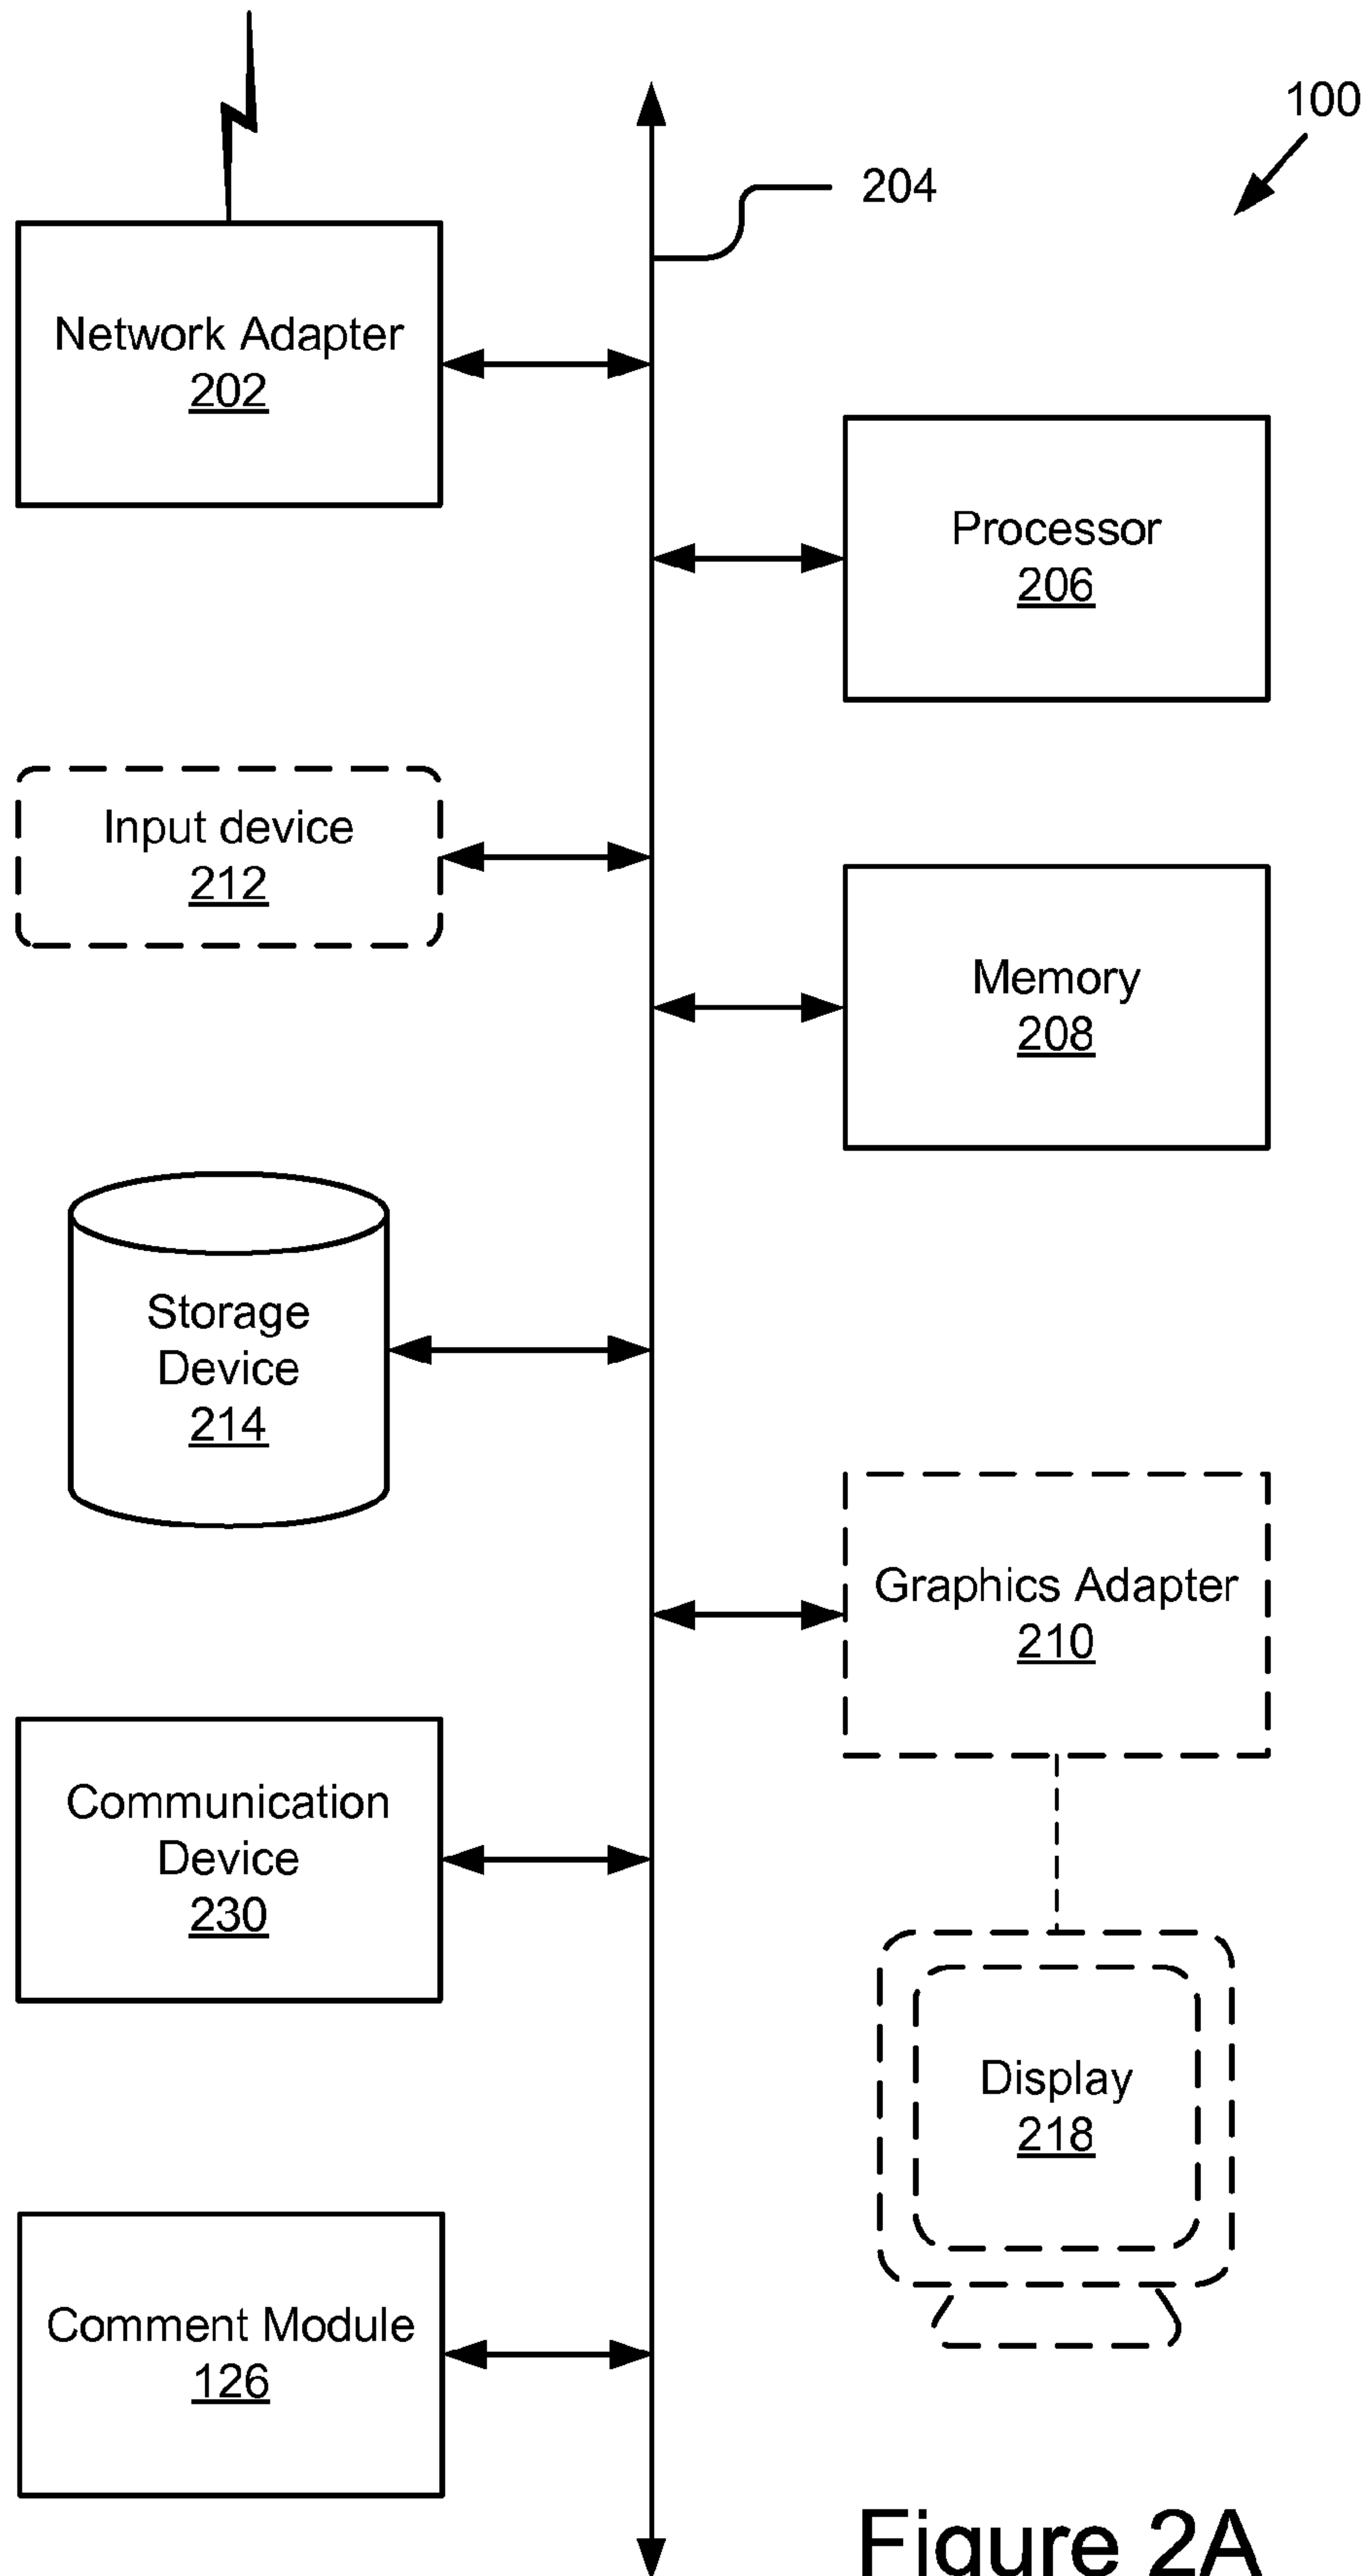 100
204
Network Adapter
202
Processor
206
Input device
212
Memory
208
Storage
Device
214
Graphics Adapter
210
Communication
Device
230
Display
218
Comment Module
126
Figure 2A